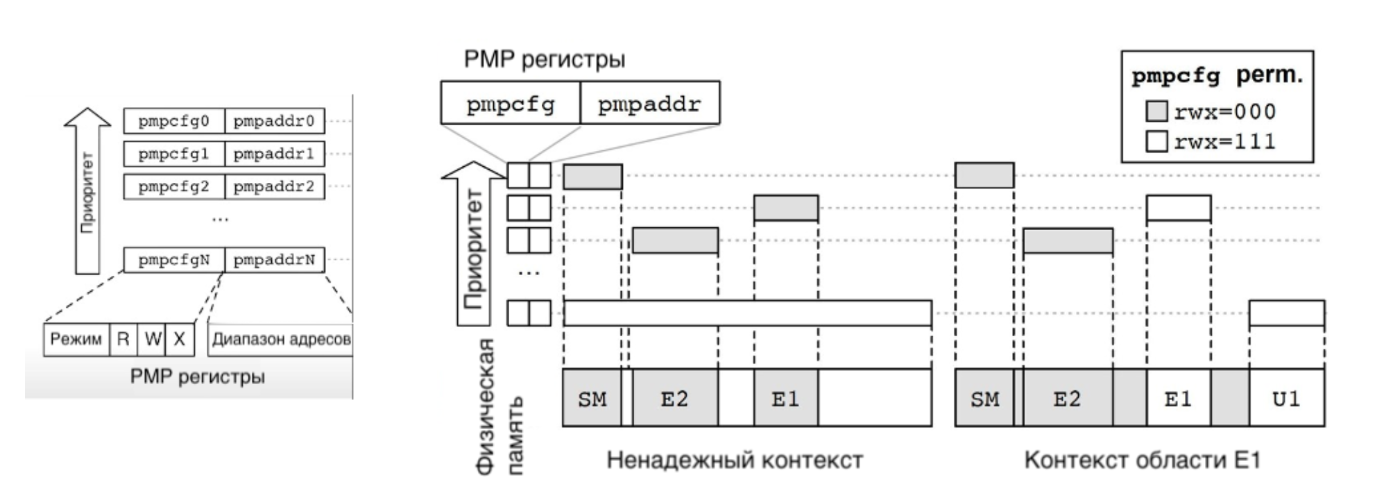 Приоритет
pmpcfg0 pmpaddr0
pmpcfg1 pmpaddr1
pmpcfg2 pmpaddr2
...
pmpcfgN pmpaddrN
Режим R W X Диапазон адресов
PMP регистры
PMP регистры
pmpcfg pmpaddr
Приоритет
...
Физическая
память
SM E2 E1
Ненадежный контекст
pmpcfg perm.
rwx=000
rwx=111
SM E2 E1 U1
Контекст области E1